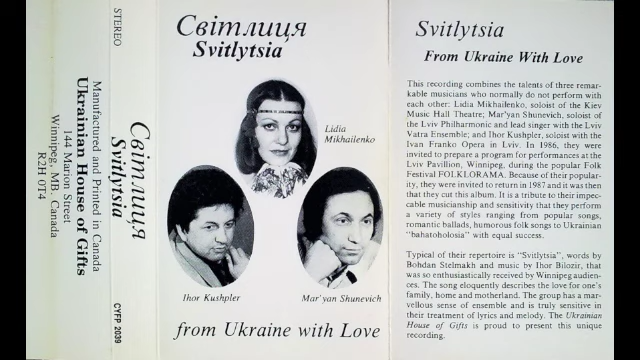 STEREO
Manufactured and Printed in Canada
Ukrainian House of Gifts
144 Marion Street
Winnipeg, MB. Canada
R2H 0T4
Світлиця
Svitlytsia
CYFP 2039
Світлиця
Svitlytsia
Lidia
Mikhailenko
Ihor Kushpler
Mar'yan Shunevich
from Ukraine with Love
Svitlytsia
From Ukraine With Love
This recording combines the talents of three remar-
kable musicians who normally do not perform with
each other: Lidia Mikhailenko, soloist of the Kiev
Music Hall Theatre; Mar'yan Shunevich, soloist of
the Lviv Philharmonic and lead singer with the Lviv
Vatra Ensemble; and Ihor Kushpler, soloist with the
Ivan Franko Opera in Lviv. In 1986, they were
invited to prepare a program for performances at the
Lviv Pavillion, Winnipeg, during the popular Folk
Festival FOLKLORAMA. Because of their popular-
ity, they were invited to return in 1987 and it was then
that they cut this album. It is a tribute to their impec-
cable musicianship and sensitivity that they perform
a variety of styles ranging from popular songs,
romantic ballads, humorous folk songs to Ukrainian
"bahatoholossia" with equal success.
Typical of their repertoire is "Svitlytsia", words by
Bohdan Stelmakh and music by Ihor Bilozir, that
was so enthusiastically received by Winnipeg audien-
ces. The song eloquently describes the love for one's
family, home and motherland. The group has a mar-
vellous sense of ensemble and is truly sensitive in
their treatment of lyrics and melody. The Ukrainian
House of Gifts is proud to present this unique
recording.